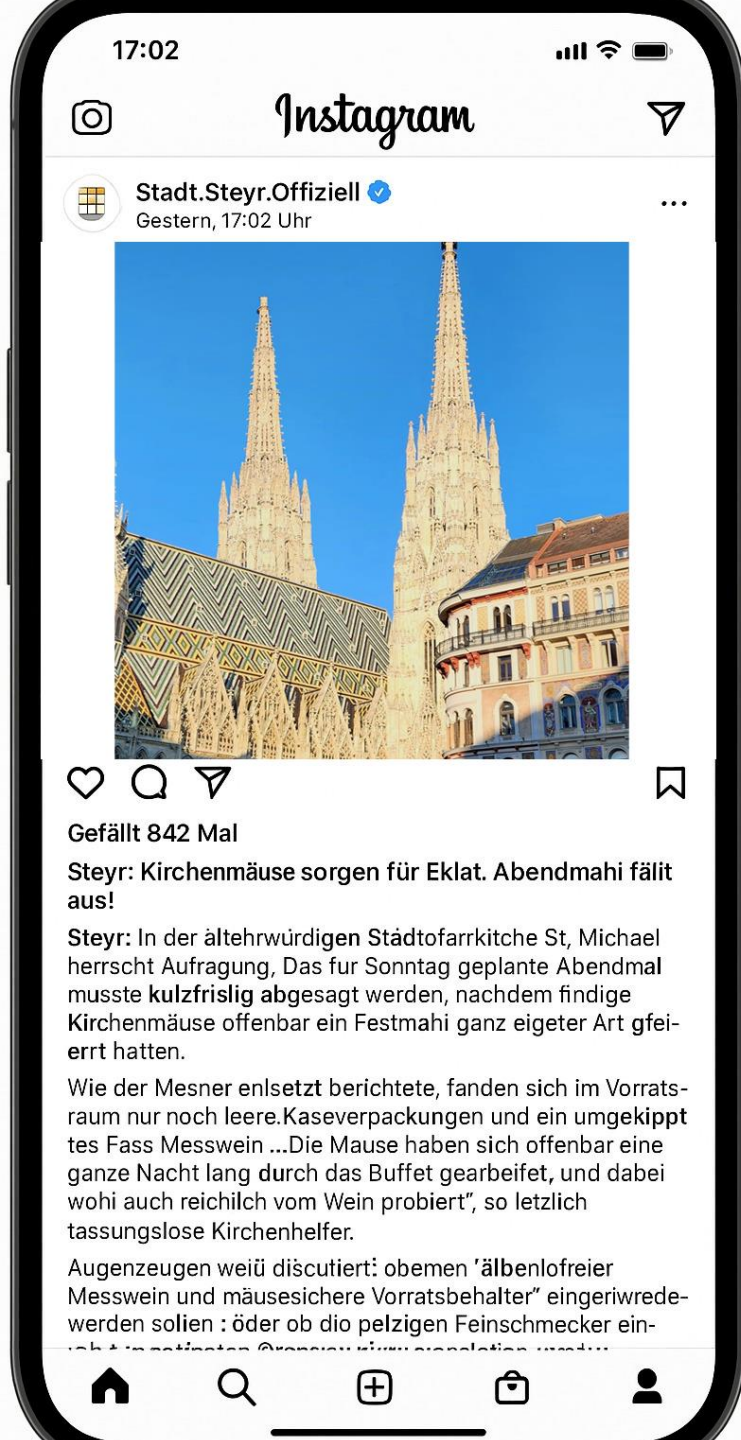 17:02
Instagram
Stadt.Steyr.Offiziell
Gestern, 17:02 Uhr
Gefällt 842 Mal
Steyr: Kirchenmäuse sorgen für Eklat. Abendmahi fälit
aus!
Steyr: In der àltehrwúrdigen Stádtofarrkitche St, Michael
herrscht Aufragung, Das fur Sonntag geplante Abendmal
musste kulzfrislig abgesagt werden, nachdem findige
Kirchenmäuse offenbar ein Festmahi ganz eigeter Art gfei-
errt hatten.
Wie der Mesner enlsetzt berichtete, fanden sich im Vorrats-
raum nur noch leere.Kaseverpackungen und ein umgekippt
tes Fass Messwein ...Die Mause haben sich offenbar eine
ganze Nacht lang durch das Buffet gearbeifet, und dabei
wohi auch reichilch vom Wein probiert”, so letzlich
tassungslose Kirchenhelfer.
Augenzeugen weiü discutiert: obemen 'älbenlofreier
Messwein und mäusesichere Vorratsbehalter” eingeriwrede-
werden solien : öder ob dio pelzigen Feinschmecker ein-